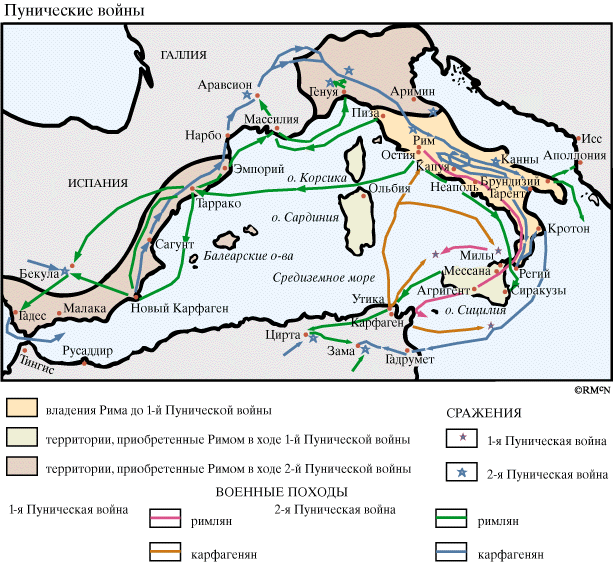 Пунические войны
ГАЛЛИЯ
Аравсион
Генуя
Аримин
Массилия
Пиза
Нарбо
Рим
Исс
Остия
Канны
Аполлония
Эмпорий
Капуя
ИСПАНИЯ
о. Корсика
Брундизий
Неаполь
Тарент
Ольбия
Таррако
о. Сардиния
Кротон
Сагунт
Балеарские о-ва
Милы
Бекула
Средиземное море
Мессана
Регий
Агригент
Сиракузы
Новый Карфаген
Утика
Гадес
Малака
о. Сицилия
Карфаген
Цирта
Зама
Гадрумет
Русаддир
Тингис
©RMcN
владения Рима до 1-й Пунической войны
СРАЖЕНИЯ
территории, приобретенные Римом в ходе 1-й Пунической войны
1-я Пуническая война
территории, приобретенные Римом в ходе 2-й Пунической войны
2-я Пуническая война
ВОЕННЫЕ ПОХОДЫ
1-я Пуническая война
2-я Пуническая война
римлян
римлян
карфагенян
карфагенян